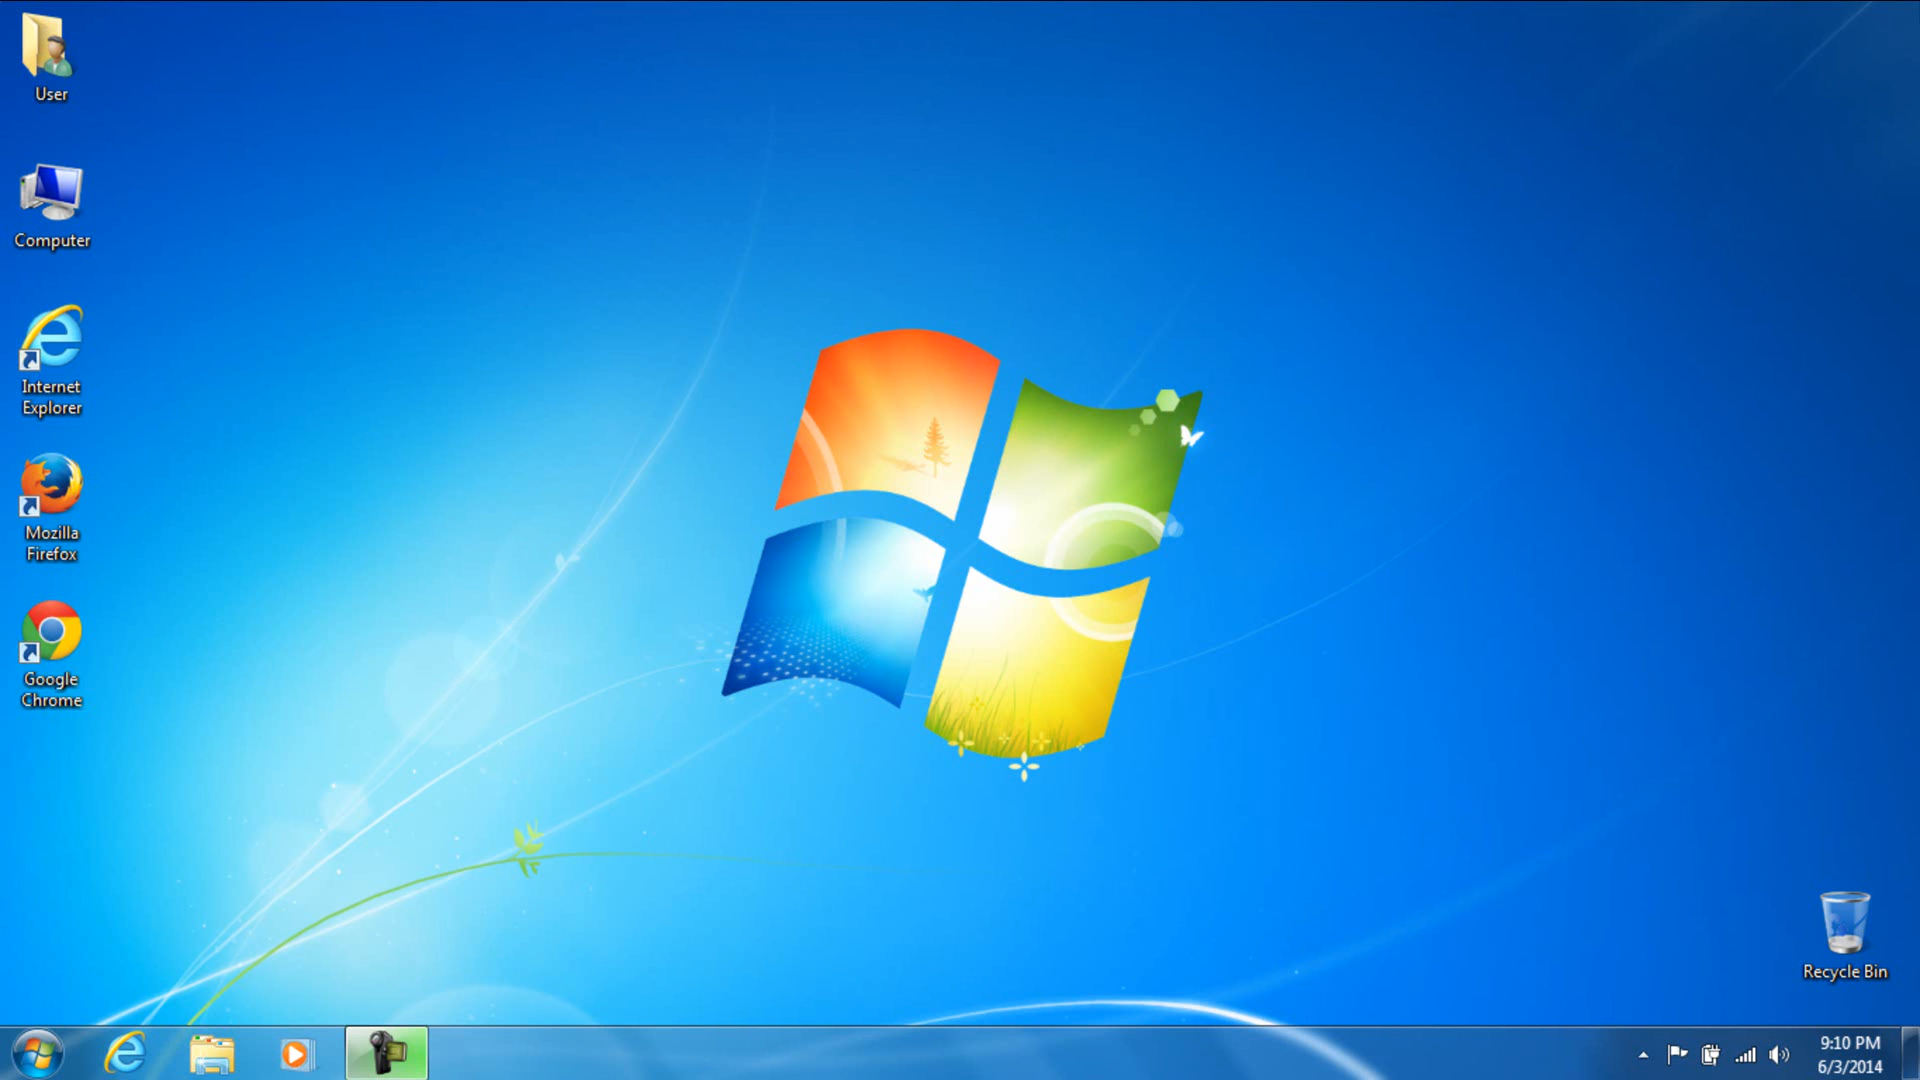 User
Computer
Internet
Explorer
Mozilla
Firefox
Google
Chrome
Recycle Bin
9:10 PM
6/3/2014